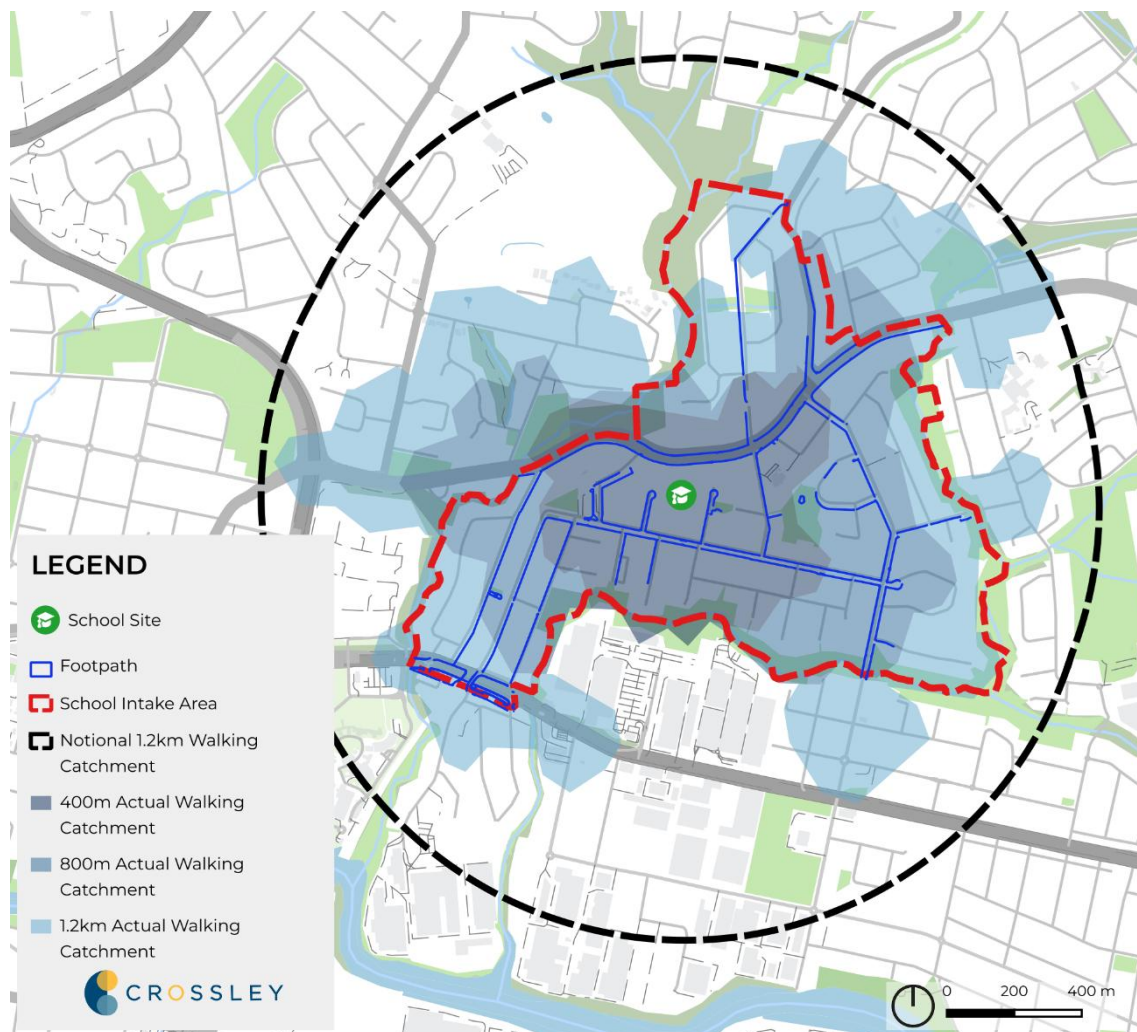 LEGEND
School Site
Footpath
School Intake Area
Notional 1.2km Walking
Catchment
400m Actual Walking
Catchment
800m Actual Walking
Catchment
1.2km Actual Walking
Catchment
CROSSLEY
0 200 400 m